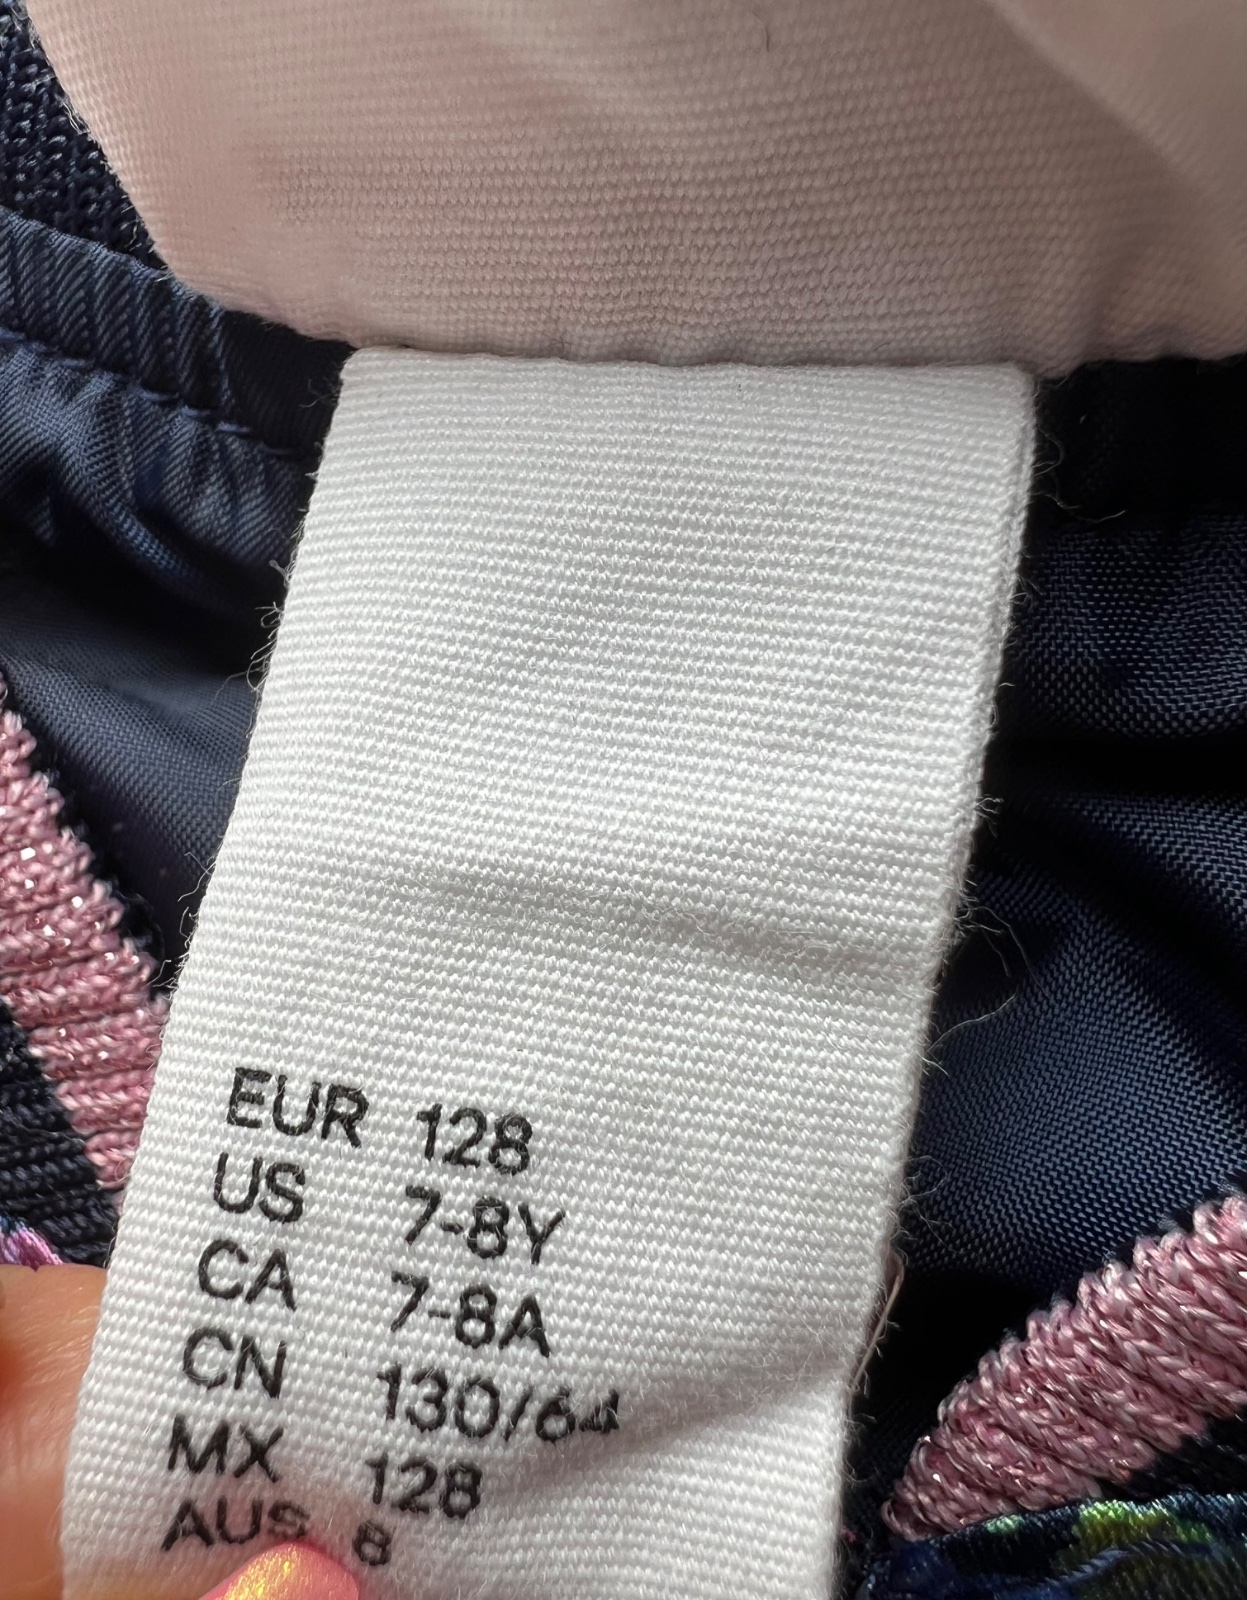 EUR 128
US 7-8Y
CA 7-8A
CN 130/64
MX 128
AUS 8